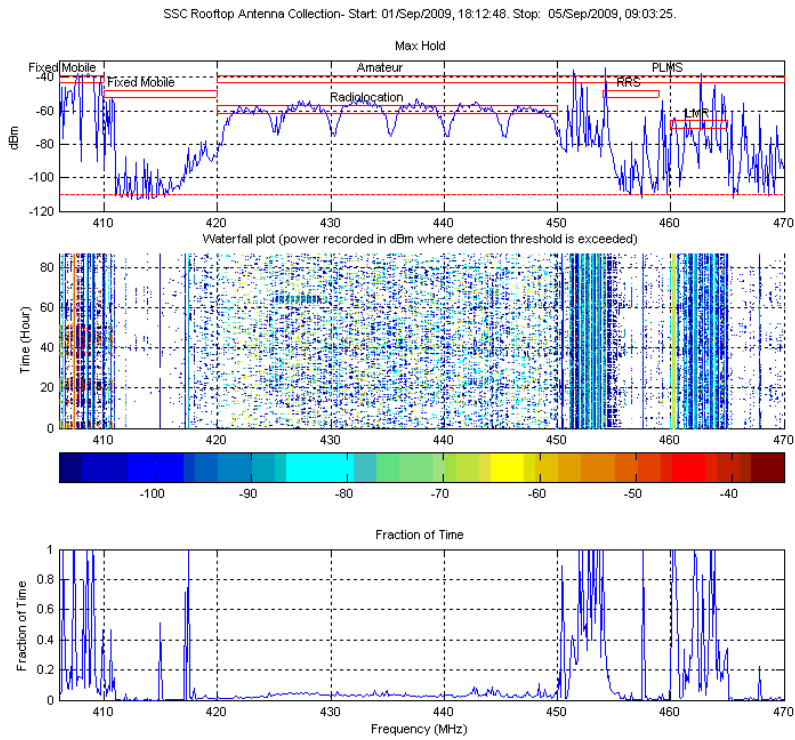 SSC Rooftop Antenna Collection- Start: 01/Sep/2009, 18:12:48. Stop: 05/Sep/2009, 09:03:25.
Max Hold
Fixed Mobile Amateur PLMS
Fixed Mobile RRS
Radiolocation
LMR
dBm
-40
-60
-80
-100
-120
410 420 430 440 450 460 470
Waterfall plot (power recorded in dBm where detection threshold is exceeded)
Time (Hour)
80
60
40
20
0
410 420 430 440 450 460 470
-100 -90 -80 -70 -60 -50 -40
Fraction of Time
Fraction of Time
1
0.8
0.6
0.4
0.2
0
410 420 430 440 450 460 470
Frequency (MHz)